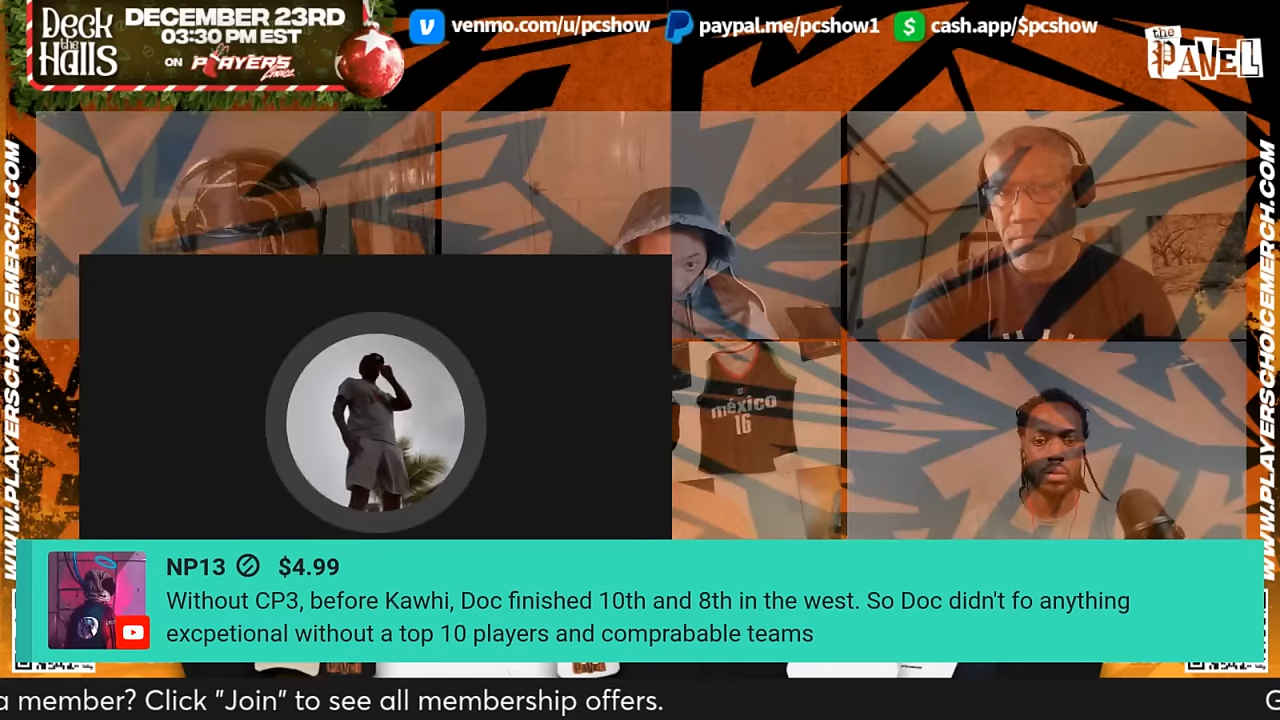 Deck the Halls
DECEMBER 23RD
03:30 PM EST
ON PLAYERS Choice
venmo.com/u/pcshow
paypal.me/pcshow1
cash.app/$pcshow
the PANEL
WWW.PLAYERSCHOICEMERCH.COM
WWW.PLAYERSCHOICEMERCH.COM
méxico
16
NP13 $4.99
Without CP3, before Kawhi, Doc finished 10th and 8th in the west. So Doc didn't fo anything
excpetional without a top 10 players and comprabable teams
a member? Click "Join" to see all membership offers.
G